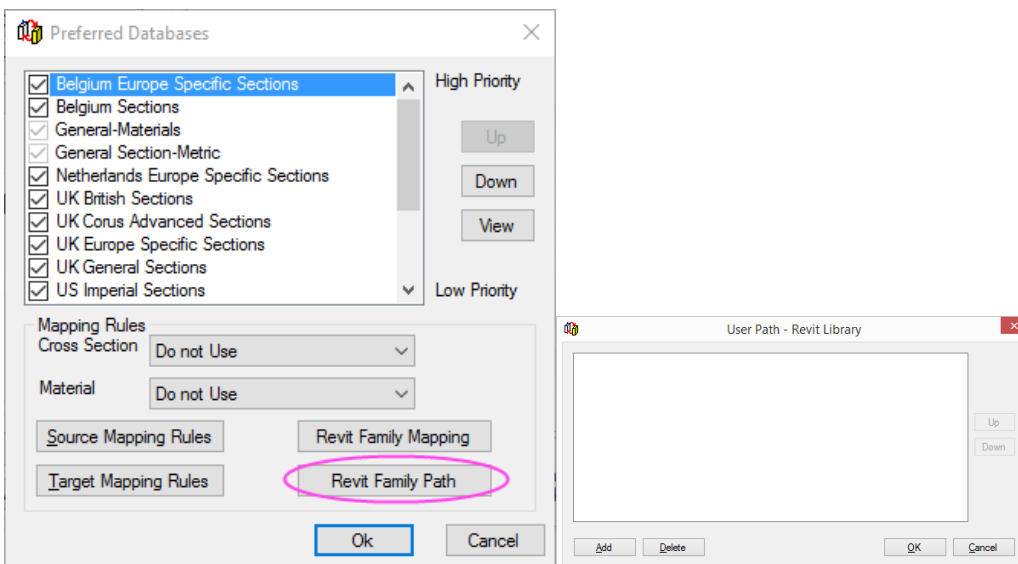 Preferred Databases
Belgium Europe Specific Sections
Belgium Sections
General-Materials
General Section-Metric
Netherlands Europe Specific Sections
UK British Sections
UK Corus Advanced Sections
UK Europe Specific Sections
UK General Sections
US Imperial Sections
High Priority
Up
Down
View
Low Priority
Mapping Rules
Cross Section
Do not Use
Material
Do not Use
Source Mapping Rules
Revit Family Mapping
Target Mapping Rules
Revit Family Path
Ok
Cancel
User Path - Revit Library
Up
Down
Add
Delete
OK
Cancel